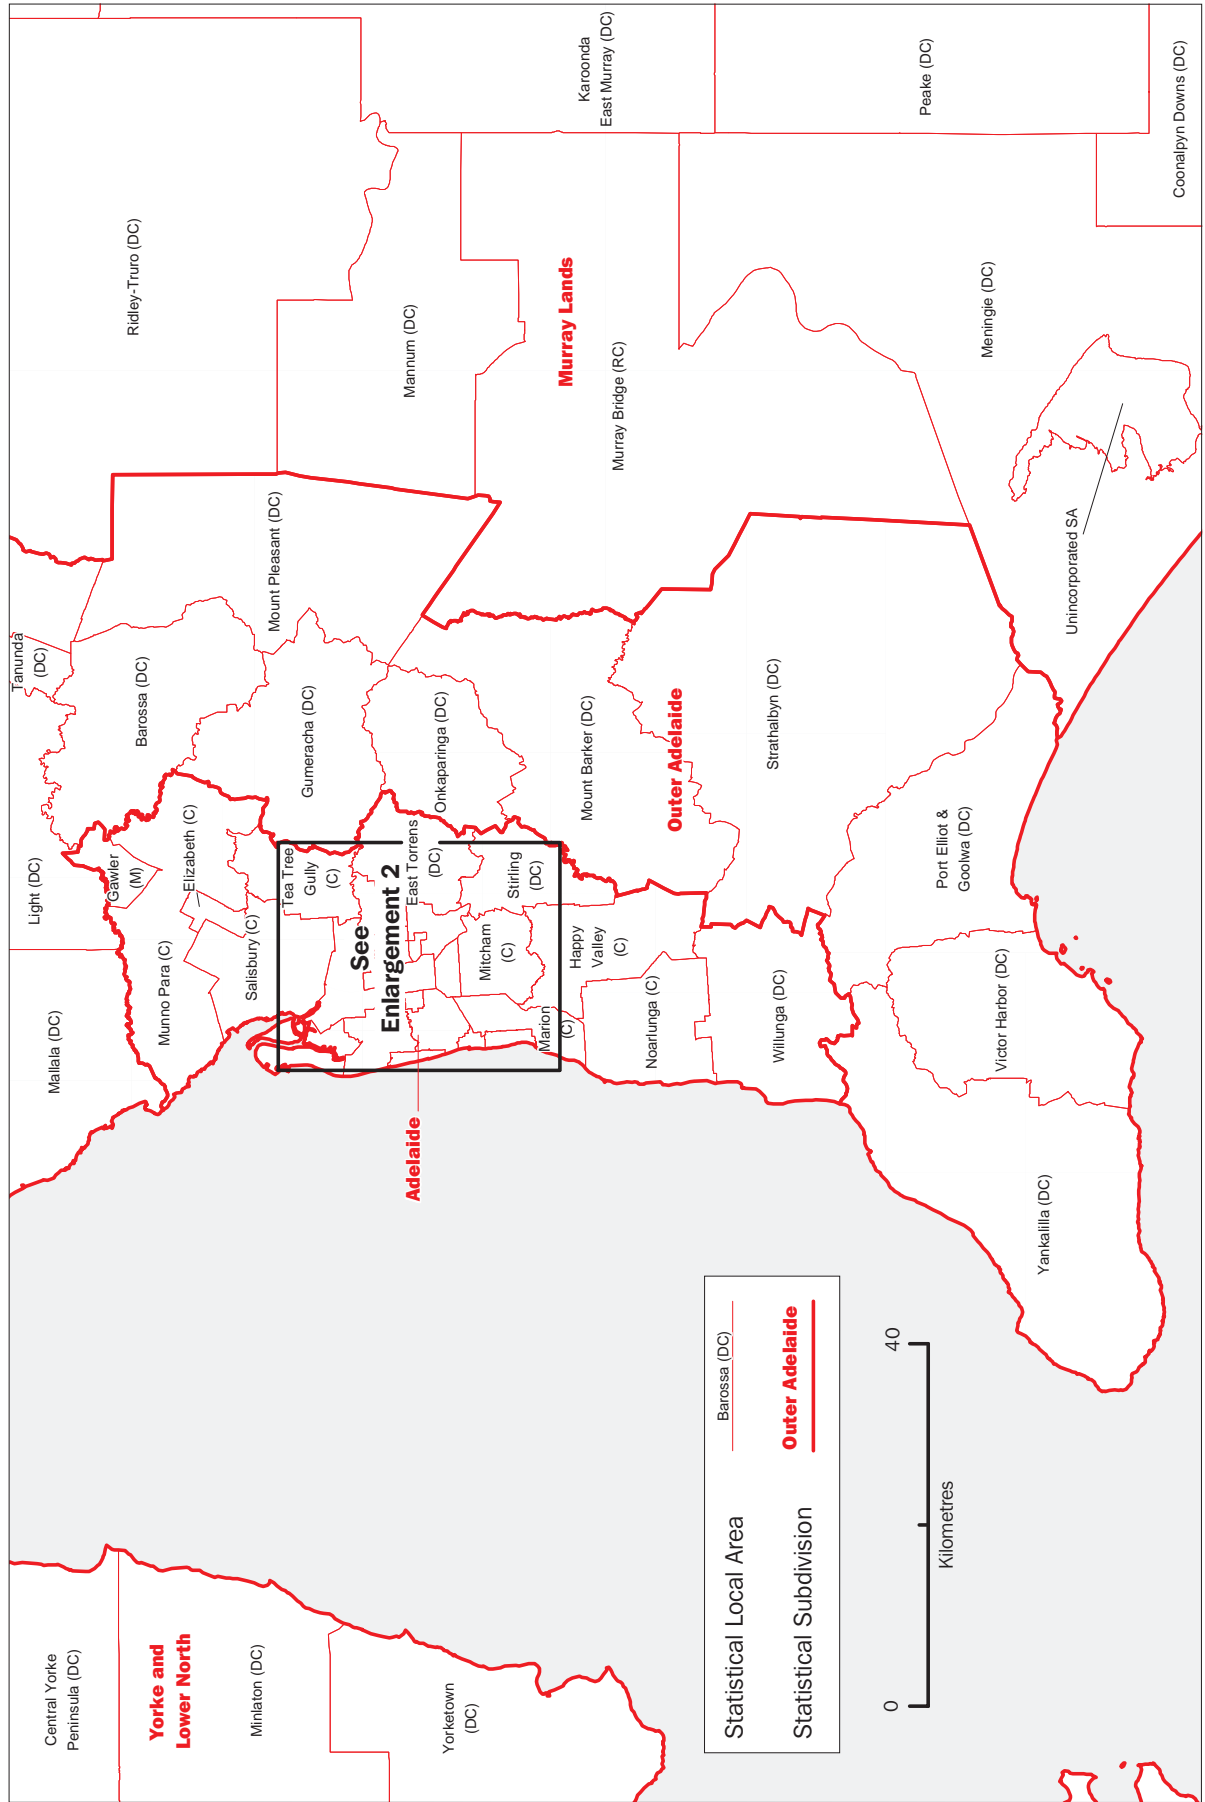 Central Yorke
Peninsula (DC)
Yorke and
Lower North
Minlaton (DC)
Yorketown
(DC)
Mallala (DC)
Light (DC)
Tanunda
(DC)
Ridley-Truro (DC)
Gawler
(M)
Barossa (DC)
Munno Para (C)
Elizabeth (C)
Salisbury (C)
Mount Pleasant (DC)
Tea Tree
Gully
(C)
Gumeracha (DC)
Mannum (DC)
See
Enlargement 2
Adelaide
East Torrens
(DC)
Onkaparinga (DC)
Mitcham
(C)
Stirling
(DC)
Marion
(C)
Happy
Valley
(C)
Mount Barker (DC)
Murray Lands
Murray Bridge (RC)
Karoonda
East Murray (DC)
Noarlunga (C)
Outer Adelaide
Willunga (DC)
Strathalbyn (DC)
Peake (DC)
Port Elliot &
Goolwa (DC)
Victor Harbor (DC)
Yankalilla (DC)
Meningie (DC)
Unincorporated SA
Coonalpyn Downs (DC)
Statistical Local Area
Barossa (DC)
Statistical Subdivision
Outer Adelaide
0
40
Kilometres